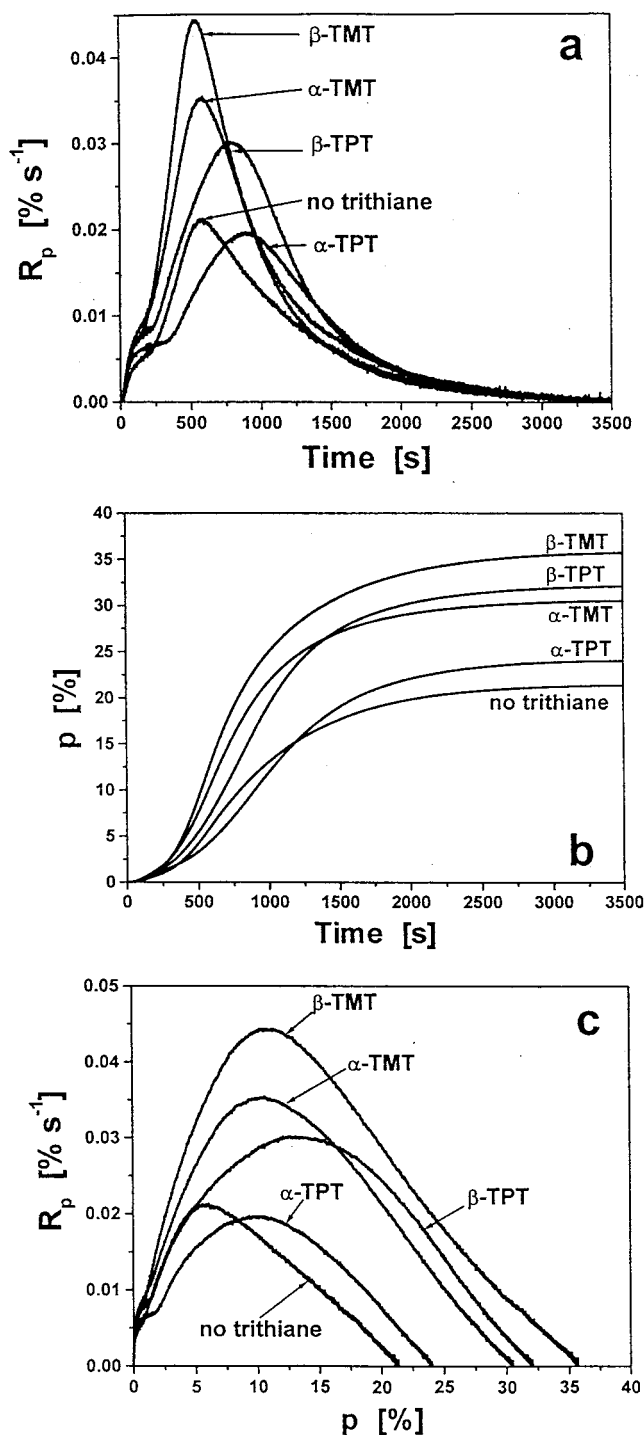 a
β-TMT
α-TMT
β-TPT
no trithiane
α-TPT
R_p [% s⁻¹]
0.04
0.03
0.02
0.01
0.00
0 500 1000 1500 2000 2500 3000 3500
Time [s]
b
β-TMT
β-TPT
α-TMT
α-TPT
no trithiane
p [%]
40
35
30
25
20
15
10
5
0
0 500 1000 1500 2000 2500 3000 3500
Time [s]
c
β-TMT
α-TMT
α-TPT
β-TPT
no trithiane
R_p [% s⁻¹]
0.05
0.04
0.03
0.02
0.01
0.00
0 5 10 15 20 25 30 35 40
p [%]